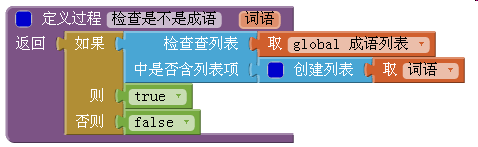 定义过程 检查是不是成语 词语
返回 如果 检查查列表 取 global 成语列表
中是否含列表项 创建列表 取 词语
则 true
否则 false